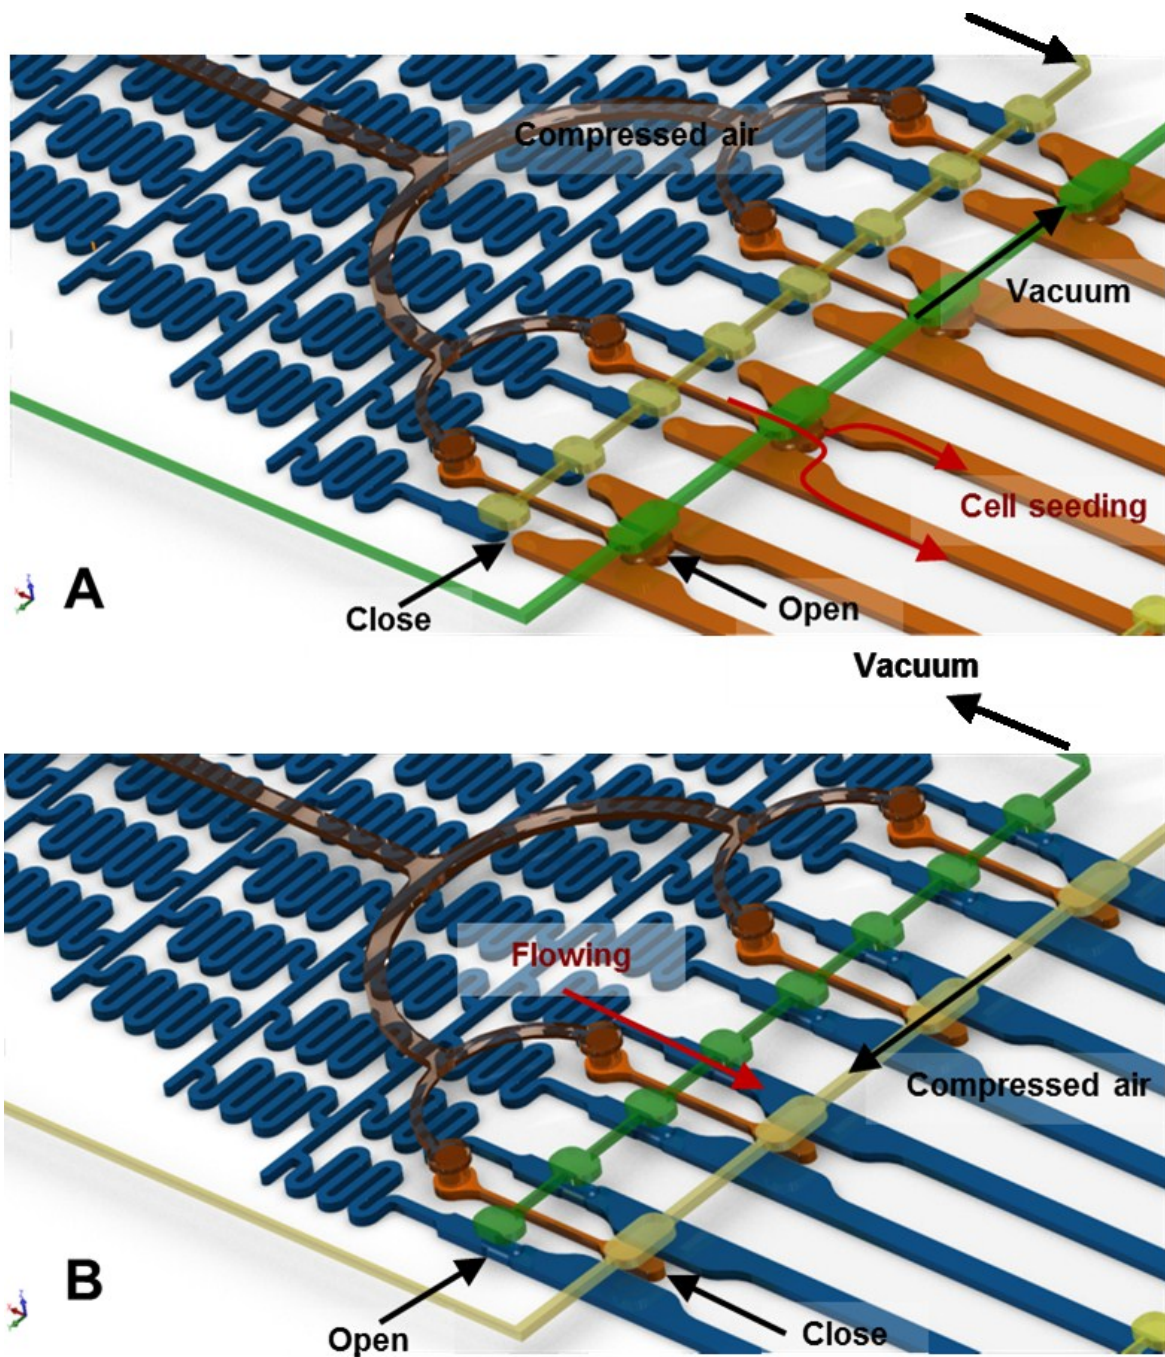 Compressed air
Vacuum
Cell seeding
A
Close
Open
Vacuum
Flowing
Compressed air
B
Open
Close